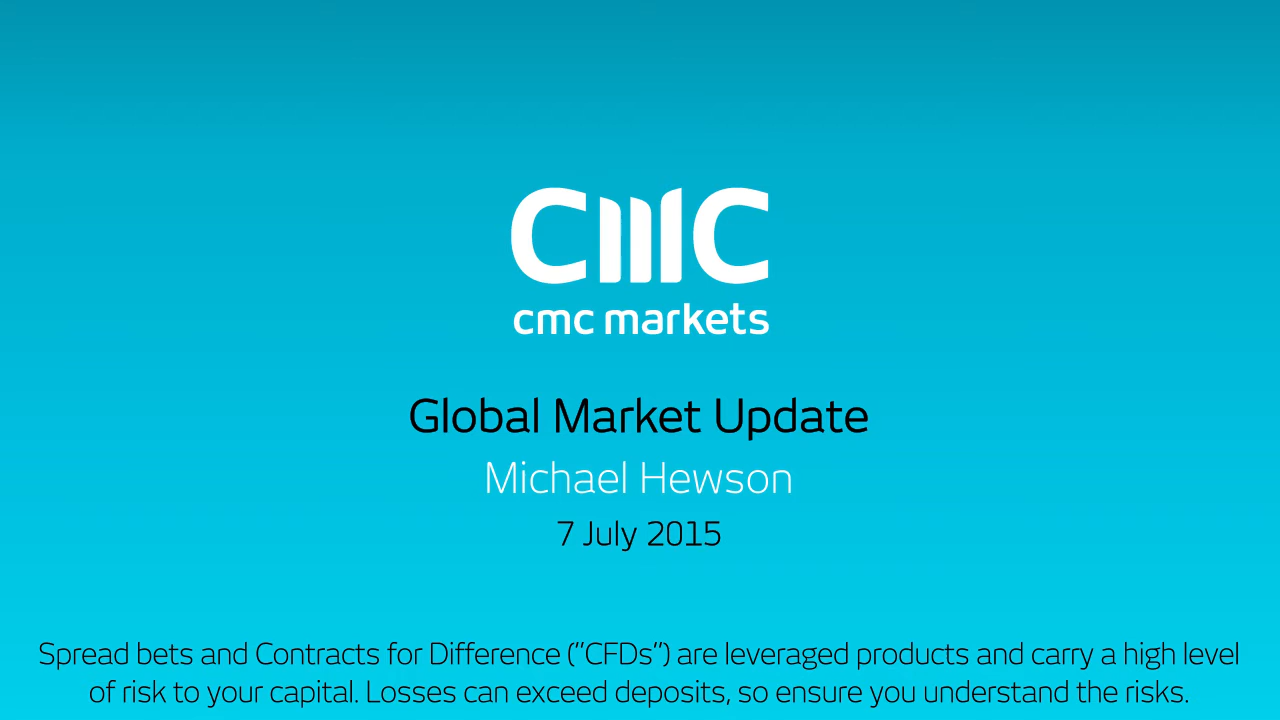 CMC
cmc markets
Global Market Update
Michael Hewson
7 July 2015
Spread bets and Contracts for Difference (“CFDs”) are leveraged products and carry a high level
of risk to your capital. Losses can exceed deposits, so ensure you understand the risks.